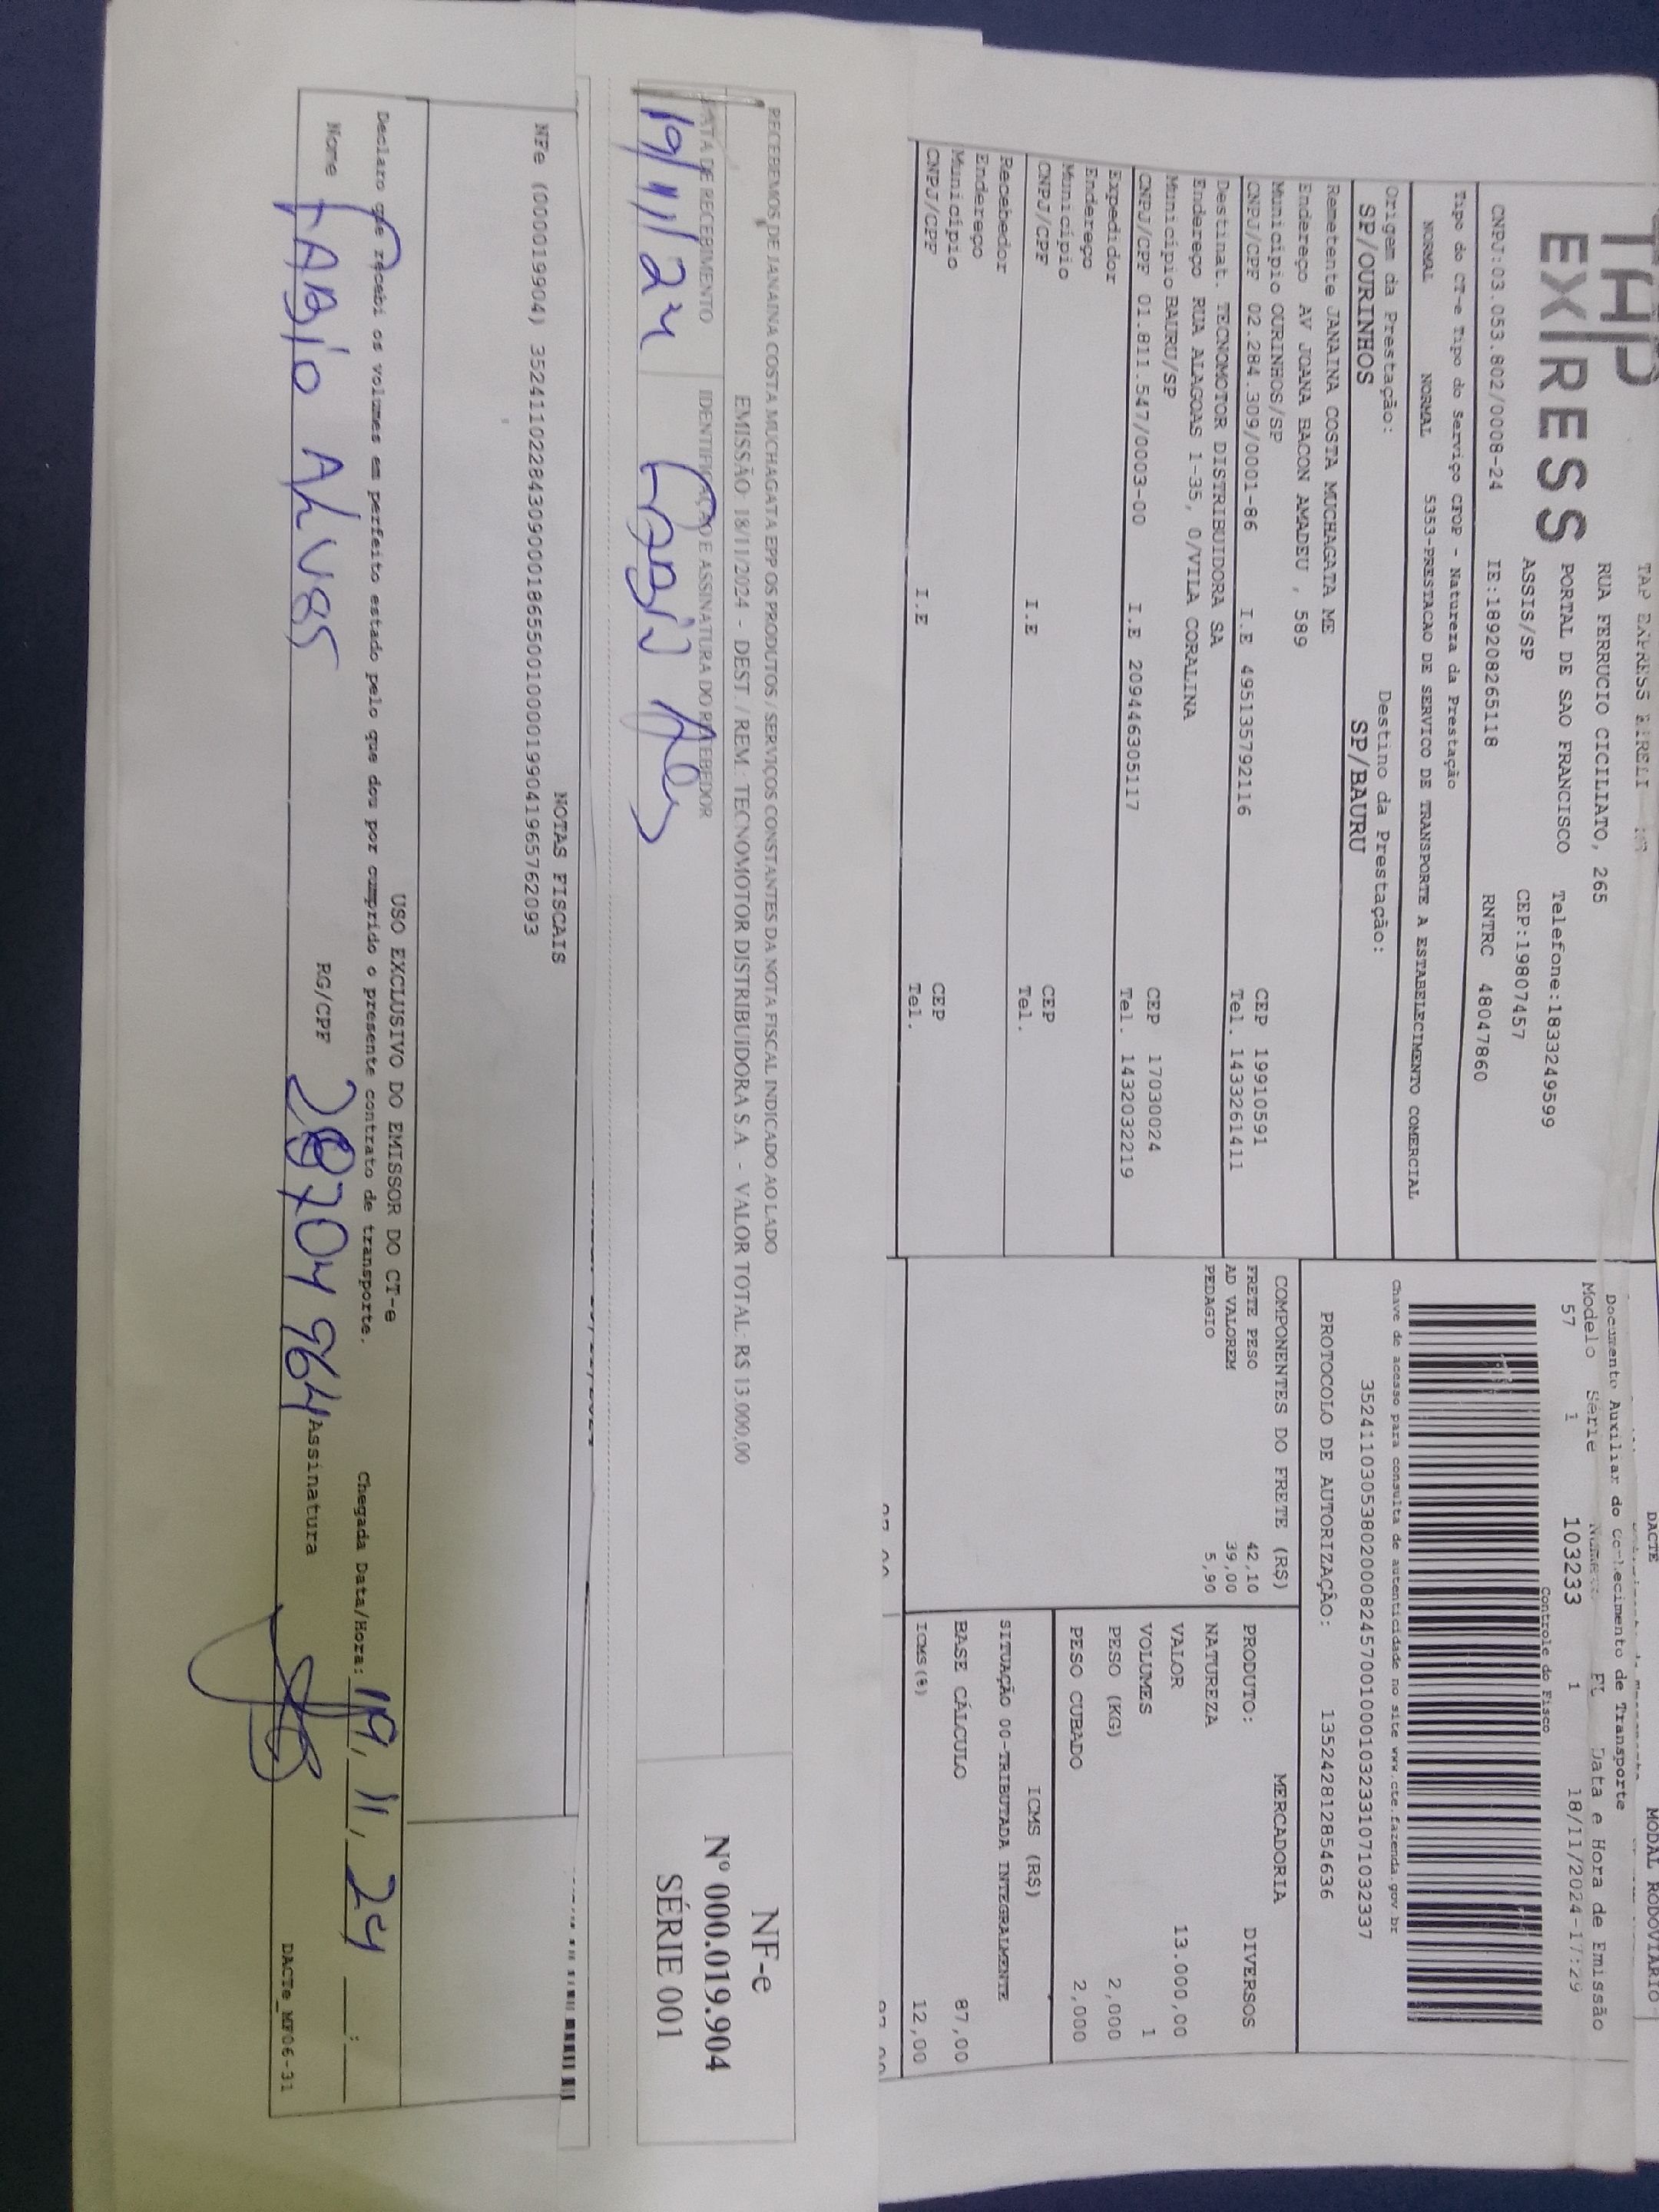 TAP EXPRESS EIRELI
TAP
EXPRESS
RUA FERRUCIO CICILIATO, 265
PORTAL DE SAO FRANCISCO Telefone:1833249599
ASSIS/SP CEP:19807457
CNPJ:03.053.802/0008-24 IE:189208265118 RNTRC 48047860
Tipo do CT-e Tipo do Serviço CFOP - Natureza da Prestação
NORMAL NORMAL 5353-PRESTACAO DE SERVICO DE TRANSPORTE A ESTABELECIMENTO COMERCIAL
Origem da Prestação: Destino da Prestação:
SP/OURINHOS SP/BAURU
Remetente JANAINA COSTA MUCHAGATA ME
Endereço AV JOANA BACON AMADEU , 589
Município OURINHOS/SP CEP 19910591
CNPJ/CPF 02.284.309/0001-86 I.E 495135792116 Tel. 1433261411
Destinat. TECNOMOTOR DISTRIBUIDORA SA
Endereço RUA ALAGOAS 1-35, 0/VILA CORALINA
Município BAURU/SP CEP 17030024
CNPJ/CPF 01.811.547/0003-00 I.E 209446305117 Tel. 1432032219
Expedidor
Endereço
Município CEP
CNPJ/CPF I.E Tel.
Recebedor
Endereço
Município CEP
CNPJ/CPF I.E Tel.
DACTE MODAL RODOVIÁRIO
Documento Auxiliar do Conhecimento de Transporte
Modelo Série Número FL Data e Hora de Emissão
57 1 103233 1 18/11/2024-17:29
Controle do Fisco
Chave de acesso para consulta de autenticidade no site www.cte.fazenda.gov.br
35241103053802000824570010001032331071032337
PROTOCOLO DE AUTORIZAÇÃO: 135242812854636
COMPONENTES DO FRETE (R$)
FRETE PESO 42,10
AD VALOREM 39,00
PEDAGIO 5,90
MERCADORIA
PRODUTO: DIVERSOS
NATUREZA
VALOR 13.000,00
VOLUMES 1
PESO (KG) 2,000
PESO CUBADO 2,000
ICMS (R$)
SITUAÇÃO 00-TRIBUTADA INTEGRALMENTE
BASE CÁLCULO 87,00
ICMS(%) 12,00
RECEBEMOS DE JANAINA COSTA MUCHAGATA EPP OS PRODUTOS / SERVIÇOS CONSTANTES DA NOTA FISCAL INDICADO AO LADO
EMISSÃO: 18/11/2024 - DEST. / REM.: TECNOMOTOR DISTRIBUIDORA S.A - VALOR TOTAL: R$ 13.000,00
DATA DE RECEBIMENTO IDENTIFICAÇÃO E ASSINATURA DO RECEBEDOR
19/11/24
NF-e
Nº 000.019.904
SÉRIE 001
NOTAS FISCAIS
NFe (000019904) 35241102284309000186550010000199041965762093
USO EXCLUSIVO DO EMISSOR DO CT-e
Declaro que recebi os volumes em perfeito estado pelo que dou por cumprido o presente contrato de transporte. Chegada Data/Hora: 19, 11, 24 :
Nome FABIO ALVES RG/CPF 28704964 Assinatura
DACTe_MF06-31